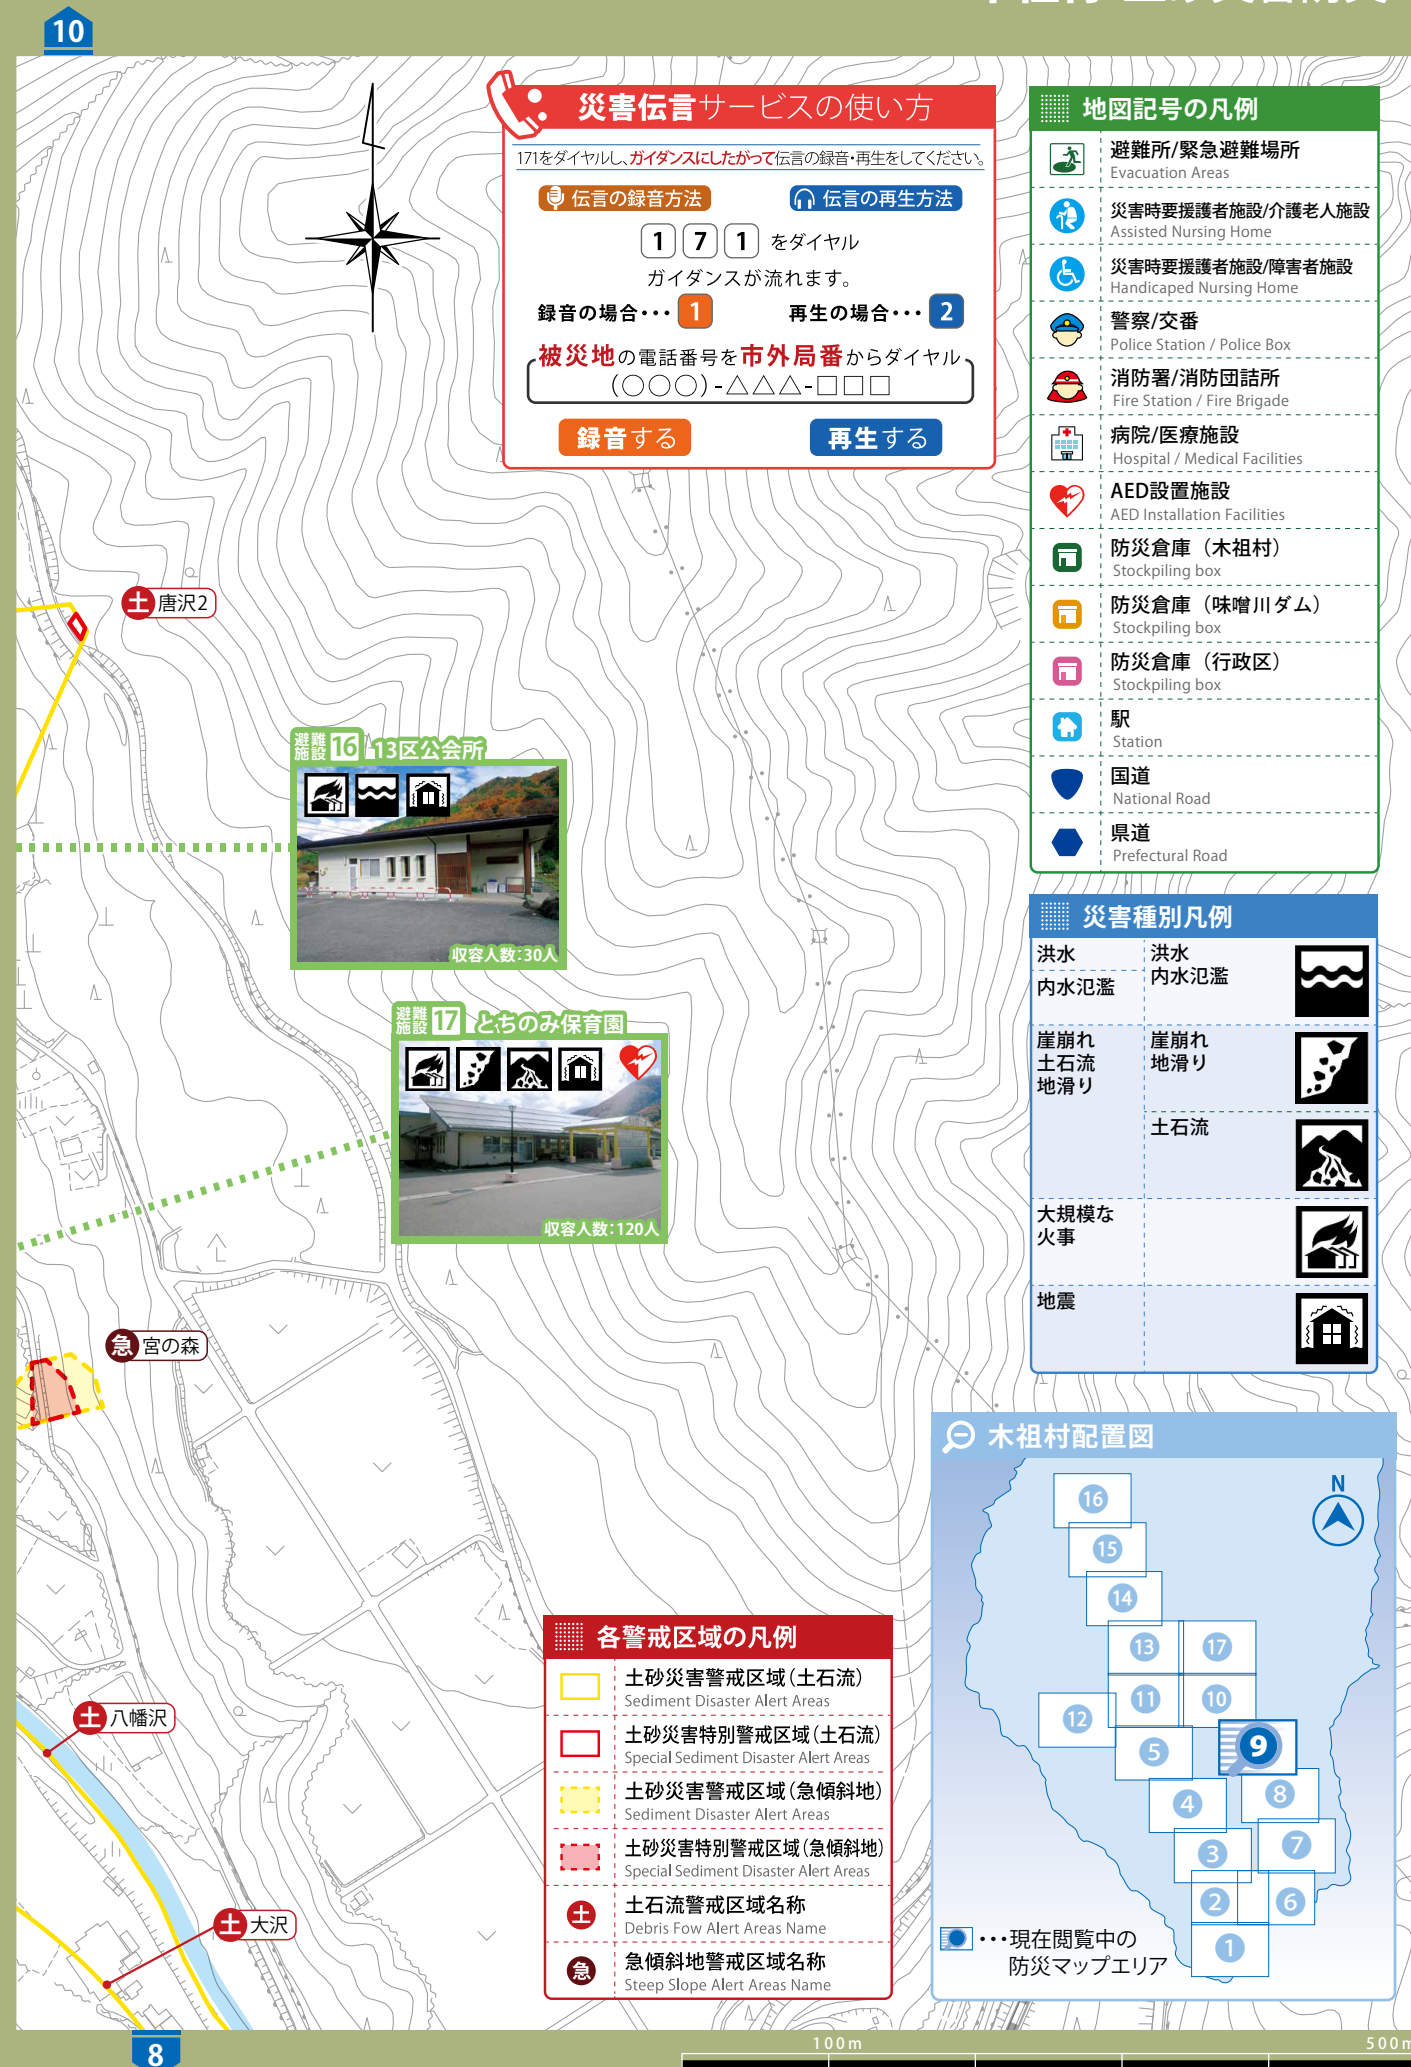 10
災害伝言サービスの使い方
171をダイヤルし、ガイダンスにしたがって伝言の録音・再生をしてください。
伝言の録音方法
伝言の再生方法
1 7 1 をダイヤル
ガイダンスが流れます。
録音の場合・・・ 1
再生の場合・・・ 2
被災地の電話番号を市外局番からダイヤル
(○○○)-△△△-□□□
録音する
再生する
地図記号の凡例
避難所/緊急避難場所
Evacuation Areas
災害時要援護者施設/介護老人施設
Assisted Nursing Home
災害時要援護者施設/障害者施設
Handicaped Nursing Home
警察/交番
Police Station / Police Box
消防署/消防団詰所
Fire Station / Fire Brigade
病院/医療施設
Hospital / Medical Facilities
AED設置施設
AED Installation Facilities
防災倉庫（木祖村）
Stockpiling box
防災倉庫（味噌川ダム）
Stockpiling box
防災倉庫（行政区）
Stockpiling box
駅
Station
国道
National Road
県道
Prefectural Road
土 唐沢2
避難施設 16 13区公会所
収容人数:30人
避難施設 17 とちのみ保育園
収容人数:120人
災害種別凡例
洪水
内水氾濫
洪水
内水氾濫
崖崩れ
土石流
地滑り
崖崩れ
地滑り
土石流
大規模な
火事
地震
急 宮の森
土 八幡沢
土 大沢
各警戒区域の凡例
土砂災害警戒区域（土石流）
Sediment Disaster Alert Areas
土砂災害特別警戒区域（土石流）
Special Sediment Disaster Alert Areas
土砂災害警戒区域（急傾斜地）
Sediment Disaster Alert Areas
土砂災害特別警戒区域（急傾斜地）
Special Sediment Disaster Alert Areas
土 土石流警戒区域名称
Debris Fow Alert Areas Name
急 急傾斜地警戒区域名称
Steep Slope Alert Areas Name
木祖村配置図
N
16
15
14
13
17
11
10
12
9
5
8
4
7
3
2
6
1
・・・現在閲覧中の
防災マップエリア
8
100m
500m